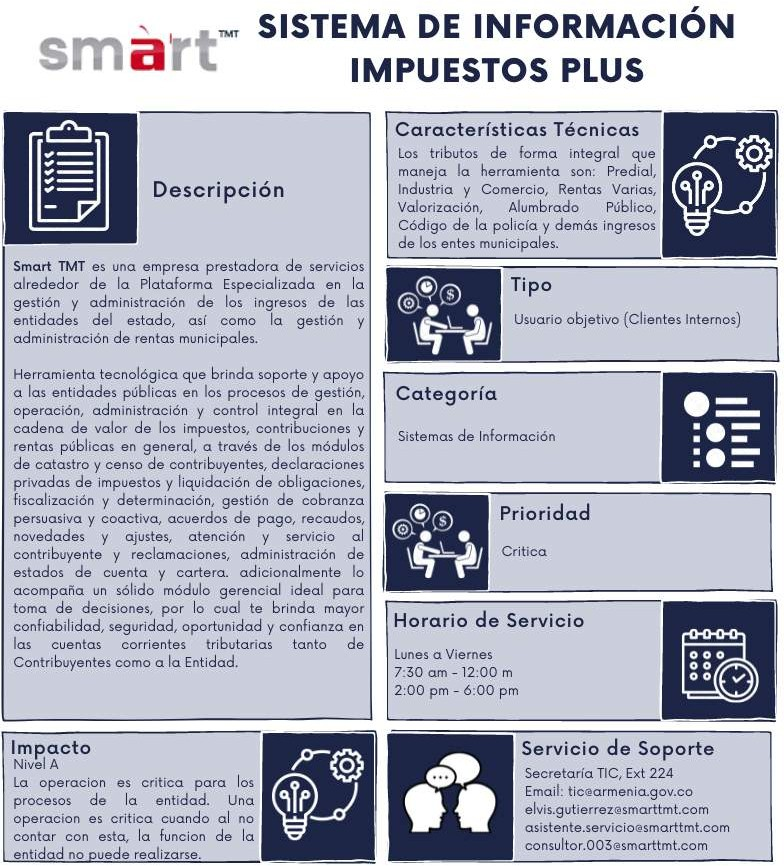 smart TMT
SISTEMA DE INFORMACIÓN
IMPUESTOS PLUS
Descripción
Smart TMT es una empresa prestadora de servicios
alrededor de la Plataforma Especializada en la
gestión y administración de los ingresos de las
entidades del estado, así como la gestión y
administración de rentas municipales.
Herramienta tecnológica que brinda soporte y apoyo
a las entidades públicas en los procesos de gestión,
operación, administración y control integral en la
cadena de valor de los impuestos, contribuciones y
rentas públicas en general, a través de los módulos
de catastro y censo de contribuyentes, declaraciones
privadas de impuestos y liquidación de obligaciones,
fiscalización y determinación, gestión de cobranza
persuasiva y coactiva, acuerdos de pago, recaudos,
novedades y ajustes, atención y servicio al
contribuyente y reclamaciones, administración de
estados de cuenta y cartera. adicionalmente lo
acompaña un sólido módulo gerencial ideal para
toma de decisiones, por lo cual te brinda mayor
confiabilidad, seguridad, oportunidad y confianza en
las cuentas corrientes tributarias tanto de
Contribuyentes como a la Entidad.
Características Técnicas
Los tributos de forma integral que
maneja la herramienta son: Predial,
Industria y Comercio, Rentas Varias,
Valorización, Alumbrado Público,
Código de la policía y demás ingresos
de los entes municipales.
Tipo
Usuario objetivo (Clientes Internos)
Categoría
Sistemas de Información
Prioridad
Critica
Horario de Servicio
Lunes a Viernes
7:30 am - 12:00 m
2:00 pm - 6:00 pm
Impacto
Nivel A
La operacion es critica para los
procesos de la entidad. Una
operacion es critica cuando al no
contar con esta, la funcion de la
entidad no puede realizarse.
Servicio de Soporte
Secretaría TIC, Ext 224
Email: tic@armenia.gov.co
elvis.gutierrez@smarttmt.com
asistente.servicio@smarttmt.com
consultor.003@smarttmt.com